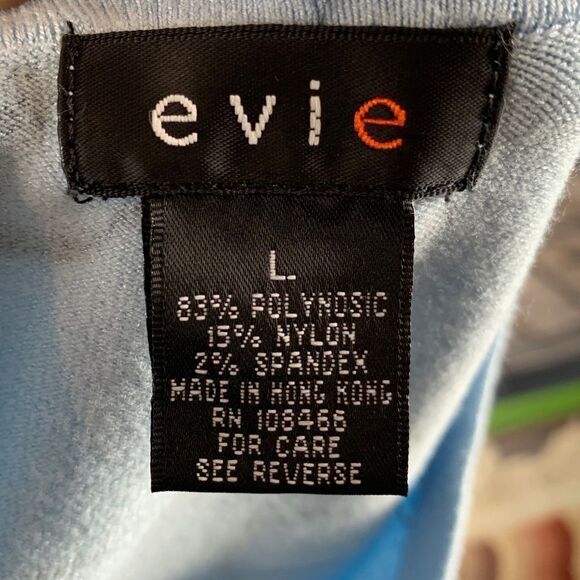 evie
L
83% POLYNOSIC
15% NYLON
2% SPANDEX
MADE IN HONG KONG
RN 108466
FOR CARE
SEE REVERSE